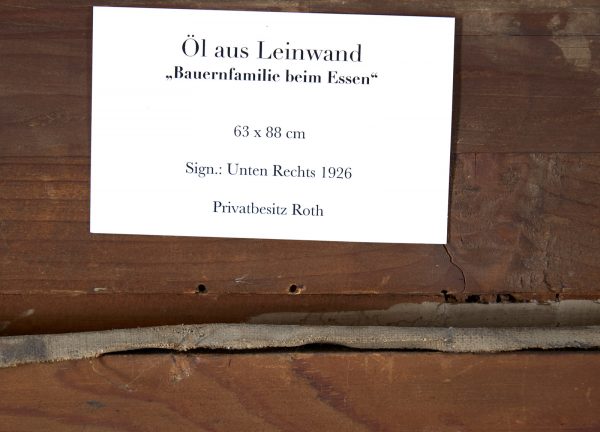 Öl aus Leinwand
„Bauernfamilie beim Essen“
63 x 88 cm
Sign.: Unten Rechts 1926
Privatbesitz Roth